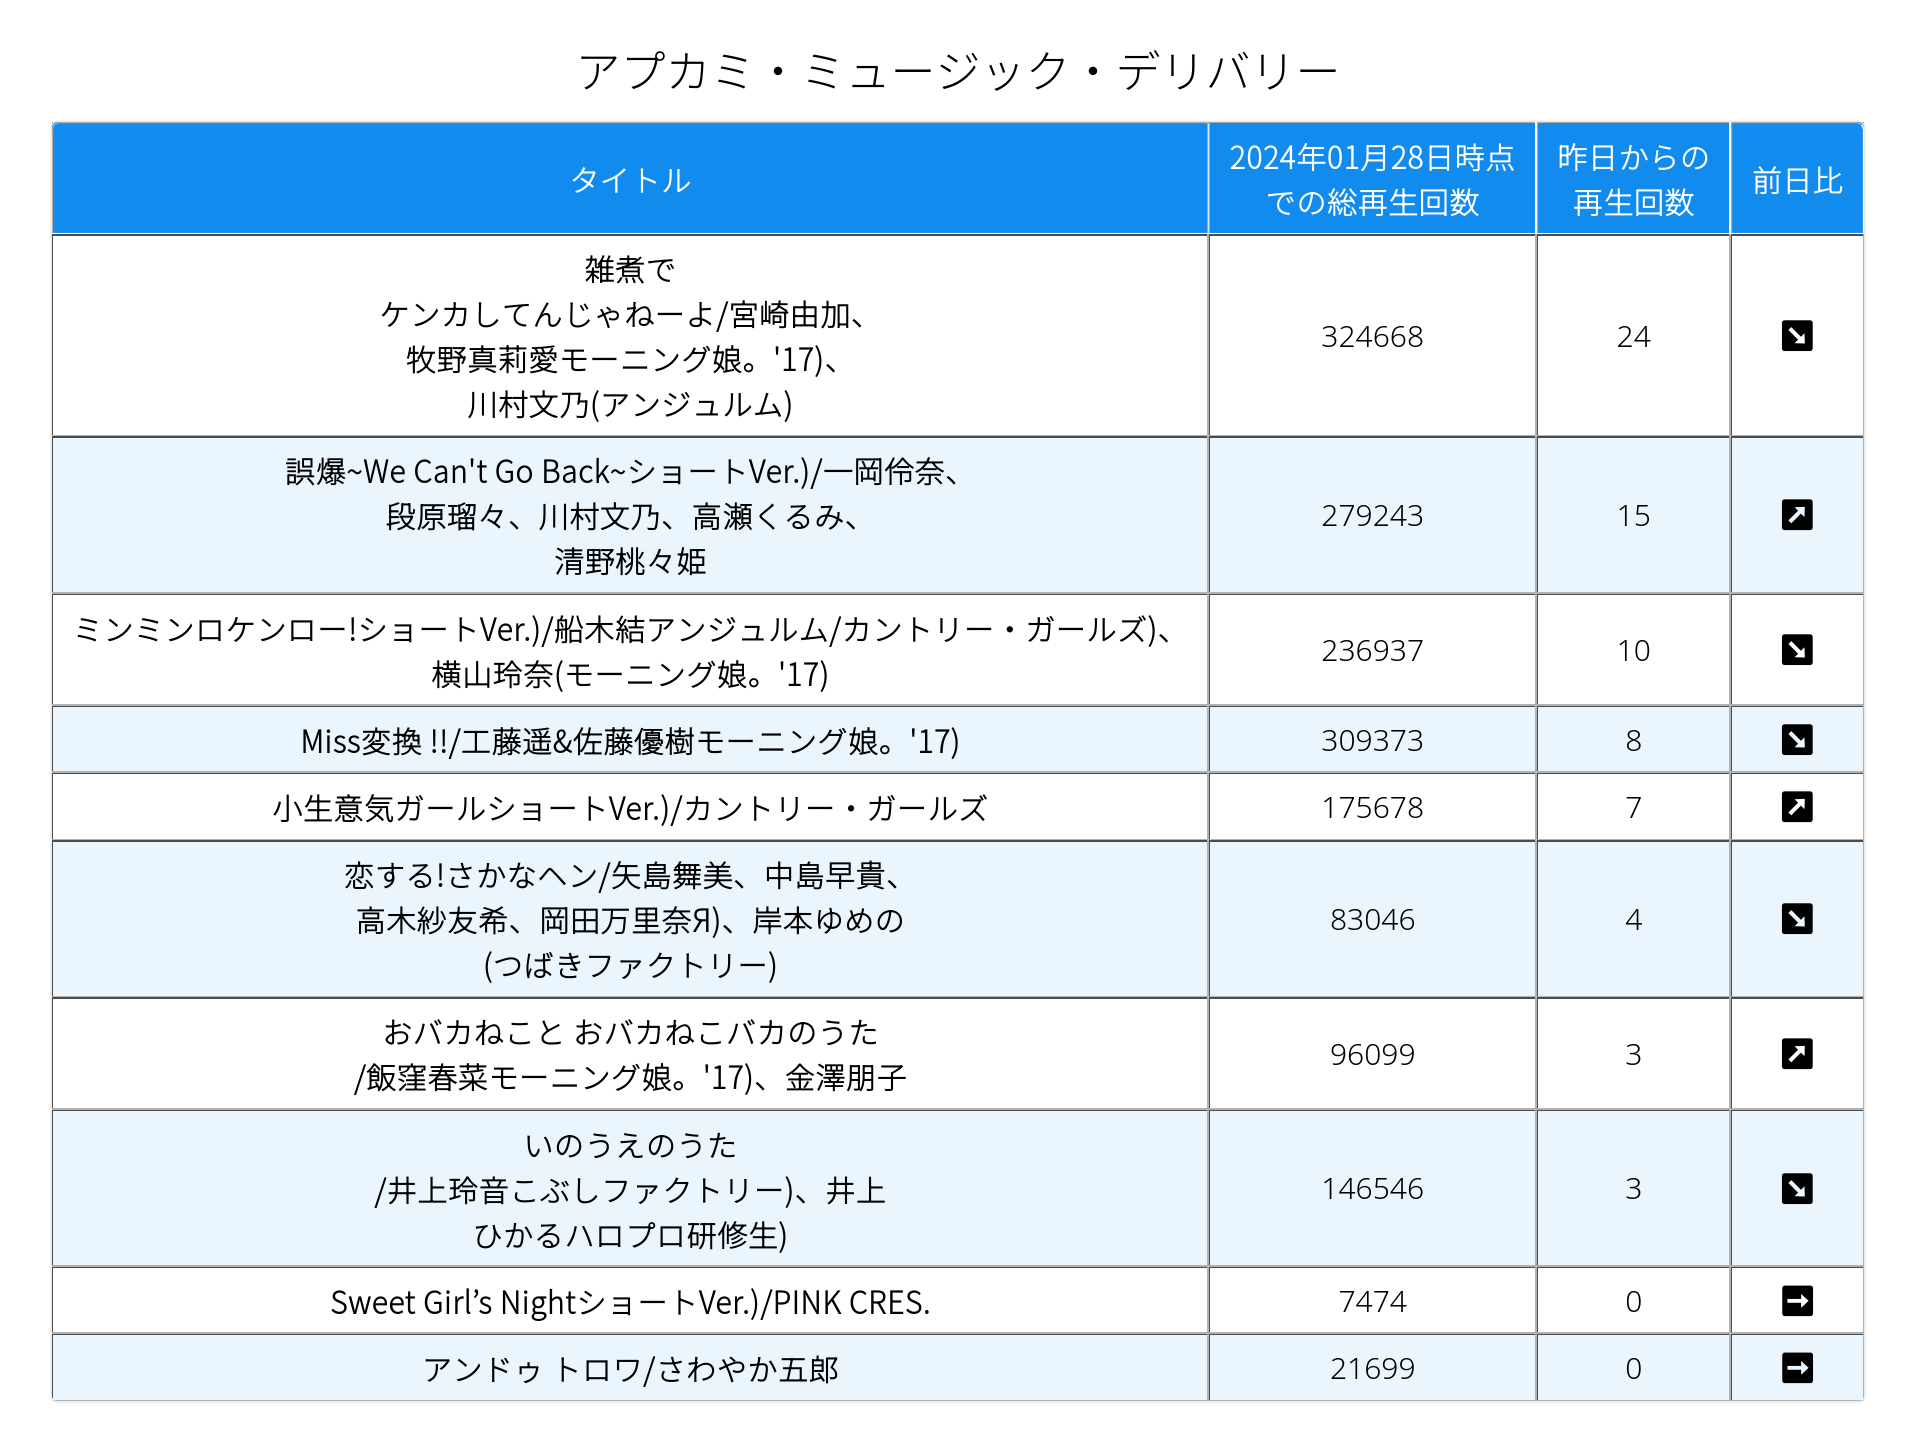 アプカミ・ミュージック・デリバリー
タイトル
2024年01月28日時点
での総再生回数
昨日からの
再生回数
前日比
雑煮で
ケンカしてんじゃねーよ/宮崎由加、
牧野真莉愛モーニング娘。'17)、
川村文乃(アンジュルム)
324668
24
誤爆~We Can't Go Back~ショートVer.)/一岡伶奈、
段原瑠々、川村文乃、高瀬くるみ、
清野桃々姫
279243
15
ミンミンロケンロー!ショートVer.)/船木結アンジュルム/カントリー・ガールズ)、
横山玲奈(モーニング娘。'17)
236937
10
Miss変換 !!/工藤遥&佐藤優樹モーニング娘。'17)
309373
8
小生意気ガールショートVer.)/カントリー・ガールズ
175678
7
恋する!さかなヘン/矢島舞美、中島早貴、
高木紗友希、岡田万里奈Я)、岸本ゆめの
(つばきファクトリー)
83046
4
おバカねこと おバカねこバカのうた
/飯窪春菜モーニング娘。'17)、金澤朋子
96099
3
いのうえのうた
/井上玲音こぶしファクトリー)、井上
ひかるハロプロ研修生)
146546
3
Sweet Girl’s NightショートVer.)/PINK CRES.
7474
0
アンドゥ トロワ/さわやか五郎
21699
0